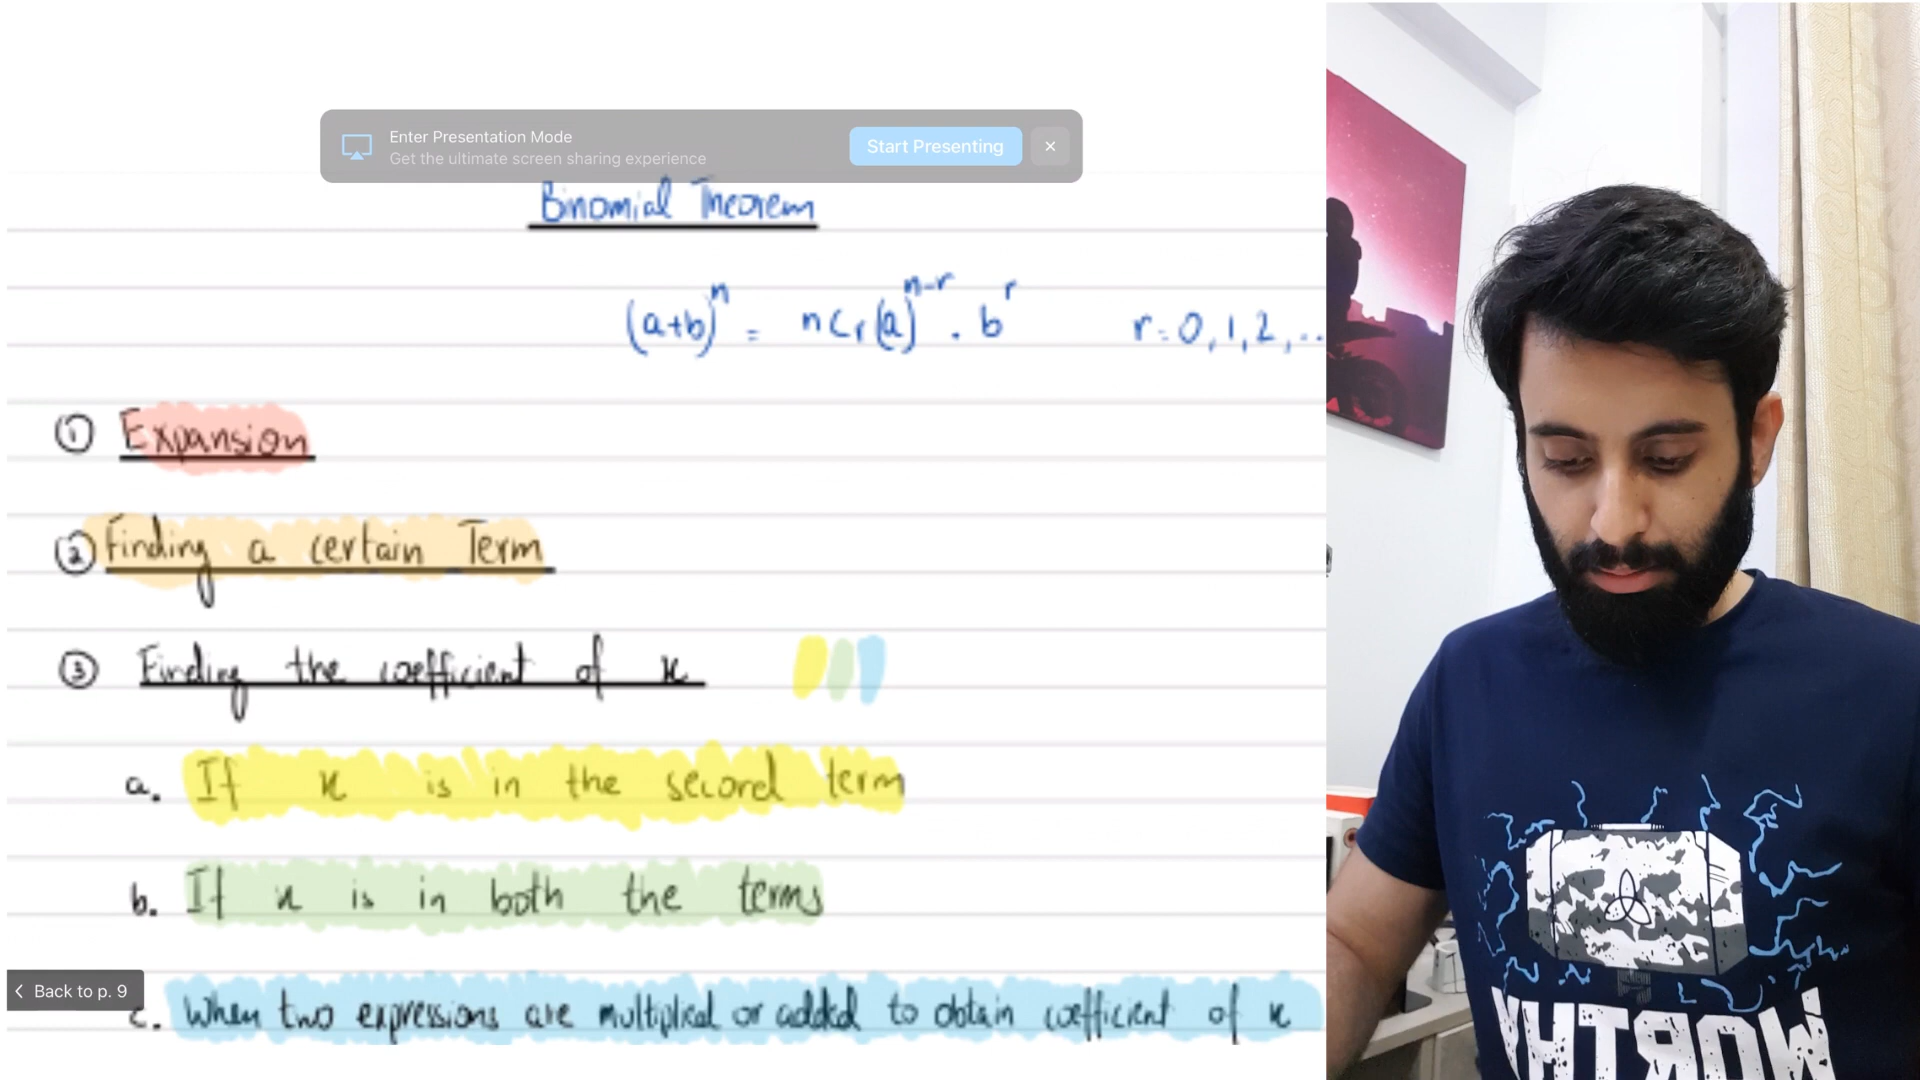 Enter Presentation Mode
Get the ultimate screen sharing experience
Start Presenting
Binomial Theorem
(a+b)^n = nCr(a)^{n-r} . b^r r=0,1,2,..
① Expansion
② Finding a certain Term
③ Finding the coefficient of x
a. If x is in the second term
b. If x is in both the terms
Back to p. 9
c. When two expressions are multiplied or added to obtain coefficient of x
WORTHY